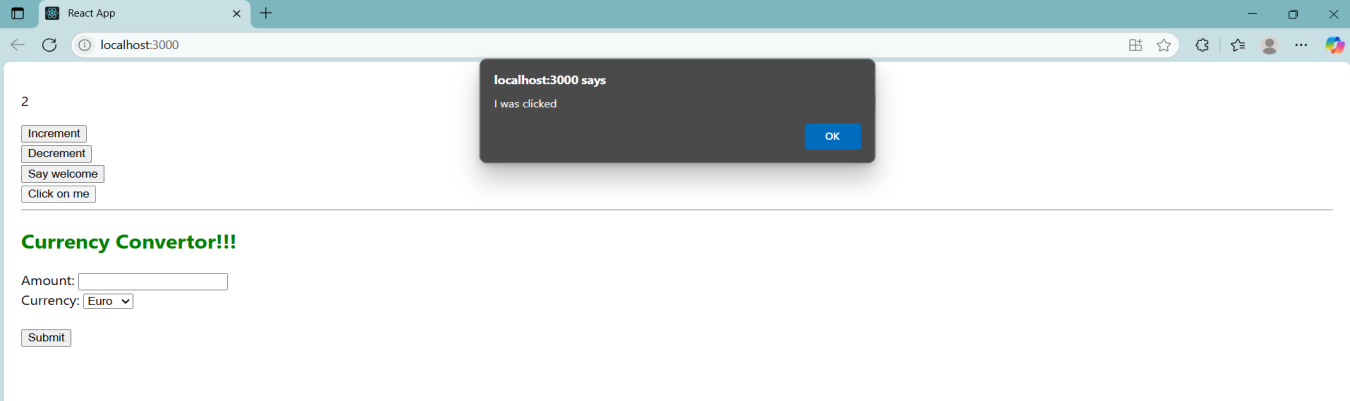 React App
localhost:3000
localhost:3000 says
I was clicked
OK
2
Increment
Decrement
Say welcome
Click on me
Currency Convertor!!!
Amount:
Currency: Euro
Submit